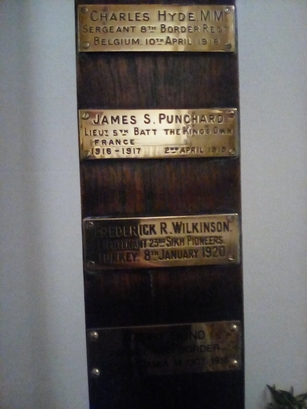 CHARLES HYDE M.M.
SERGEANT 8TH BORDER REGT
BELGIUM. 10TH APRIL 1918
JAMES S. PUNCHARD
LIEUT 5TH BATT THE KING'S OWN
FRANCE
1916-1917 2ND APRIL 1917
FREDERICK R. WILKINSON.
LIEUTENANT 23RD SIKH PIONEERS.
TURKEY 8TH JANUARY 1920
BORDER